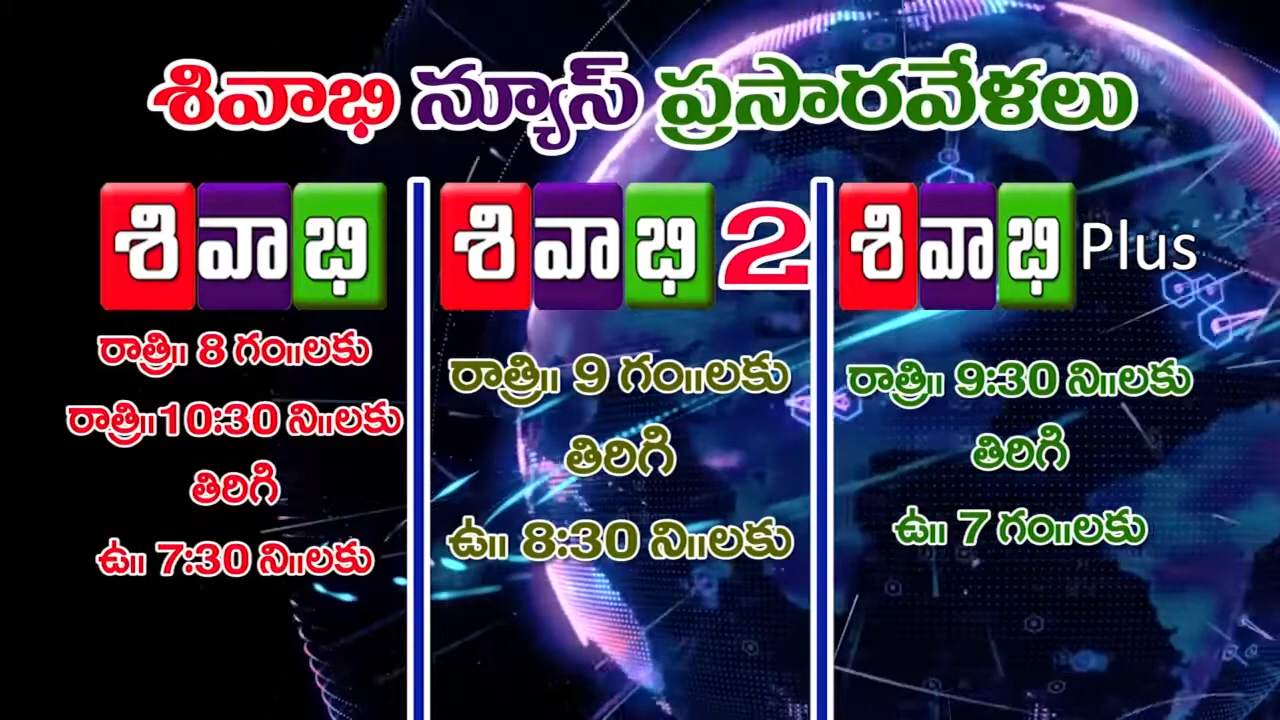 శివాభి న్యూస్ ప్రసారవేళలు
శివాభి
రాత్రి॥ 8 గం॥లకు
రాత్రి॥10:30 ని॥లకు
తిరిగి
ఉ॥ 7:30 ని॥లకు
శివాభి 2
రాత్రి॥ 9 గం॥లకు
తిరిగి
ఉ॥ 8:30 ని॥లకు
శివాభి Plus
రాత్రి॥ 9:30 ని॥లకు
తిరిగి
ఉ॥ 7 గం॥లకు